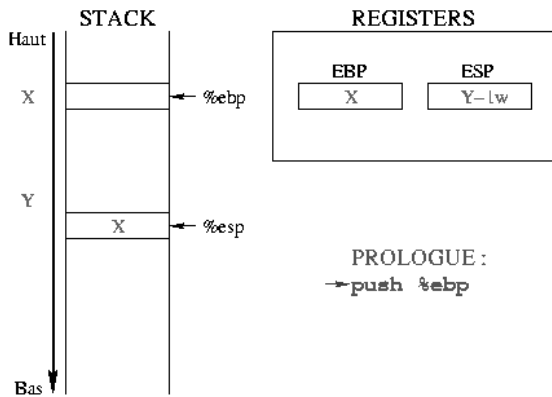 STACK
REGISTERS
Haut
EBP ESP
X %ebp X Y-1w
Y
X %esp
PROLOGUE :
push %ebp
Bas